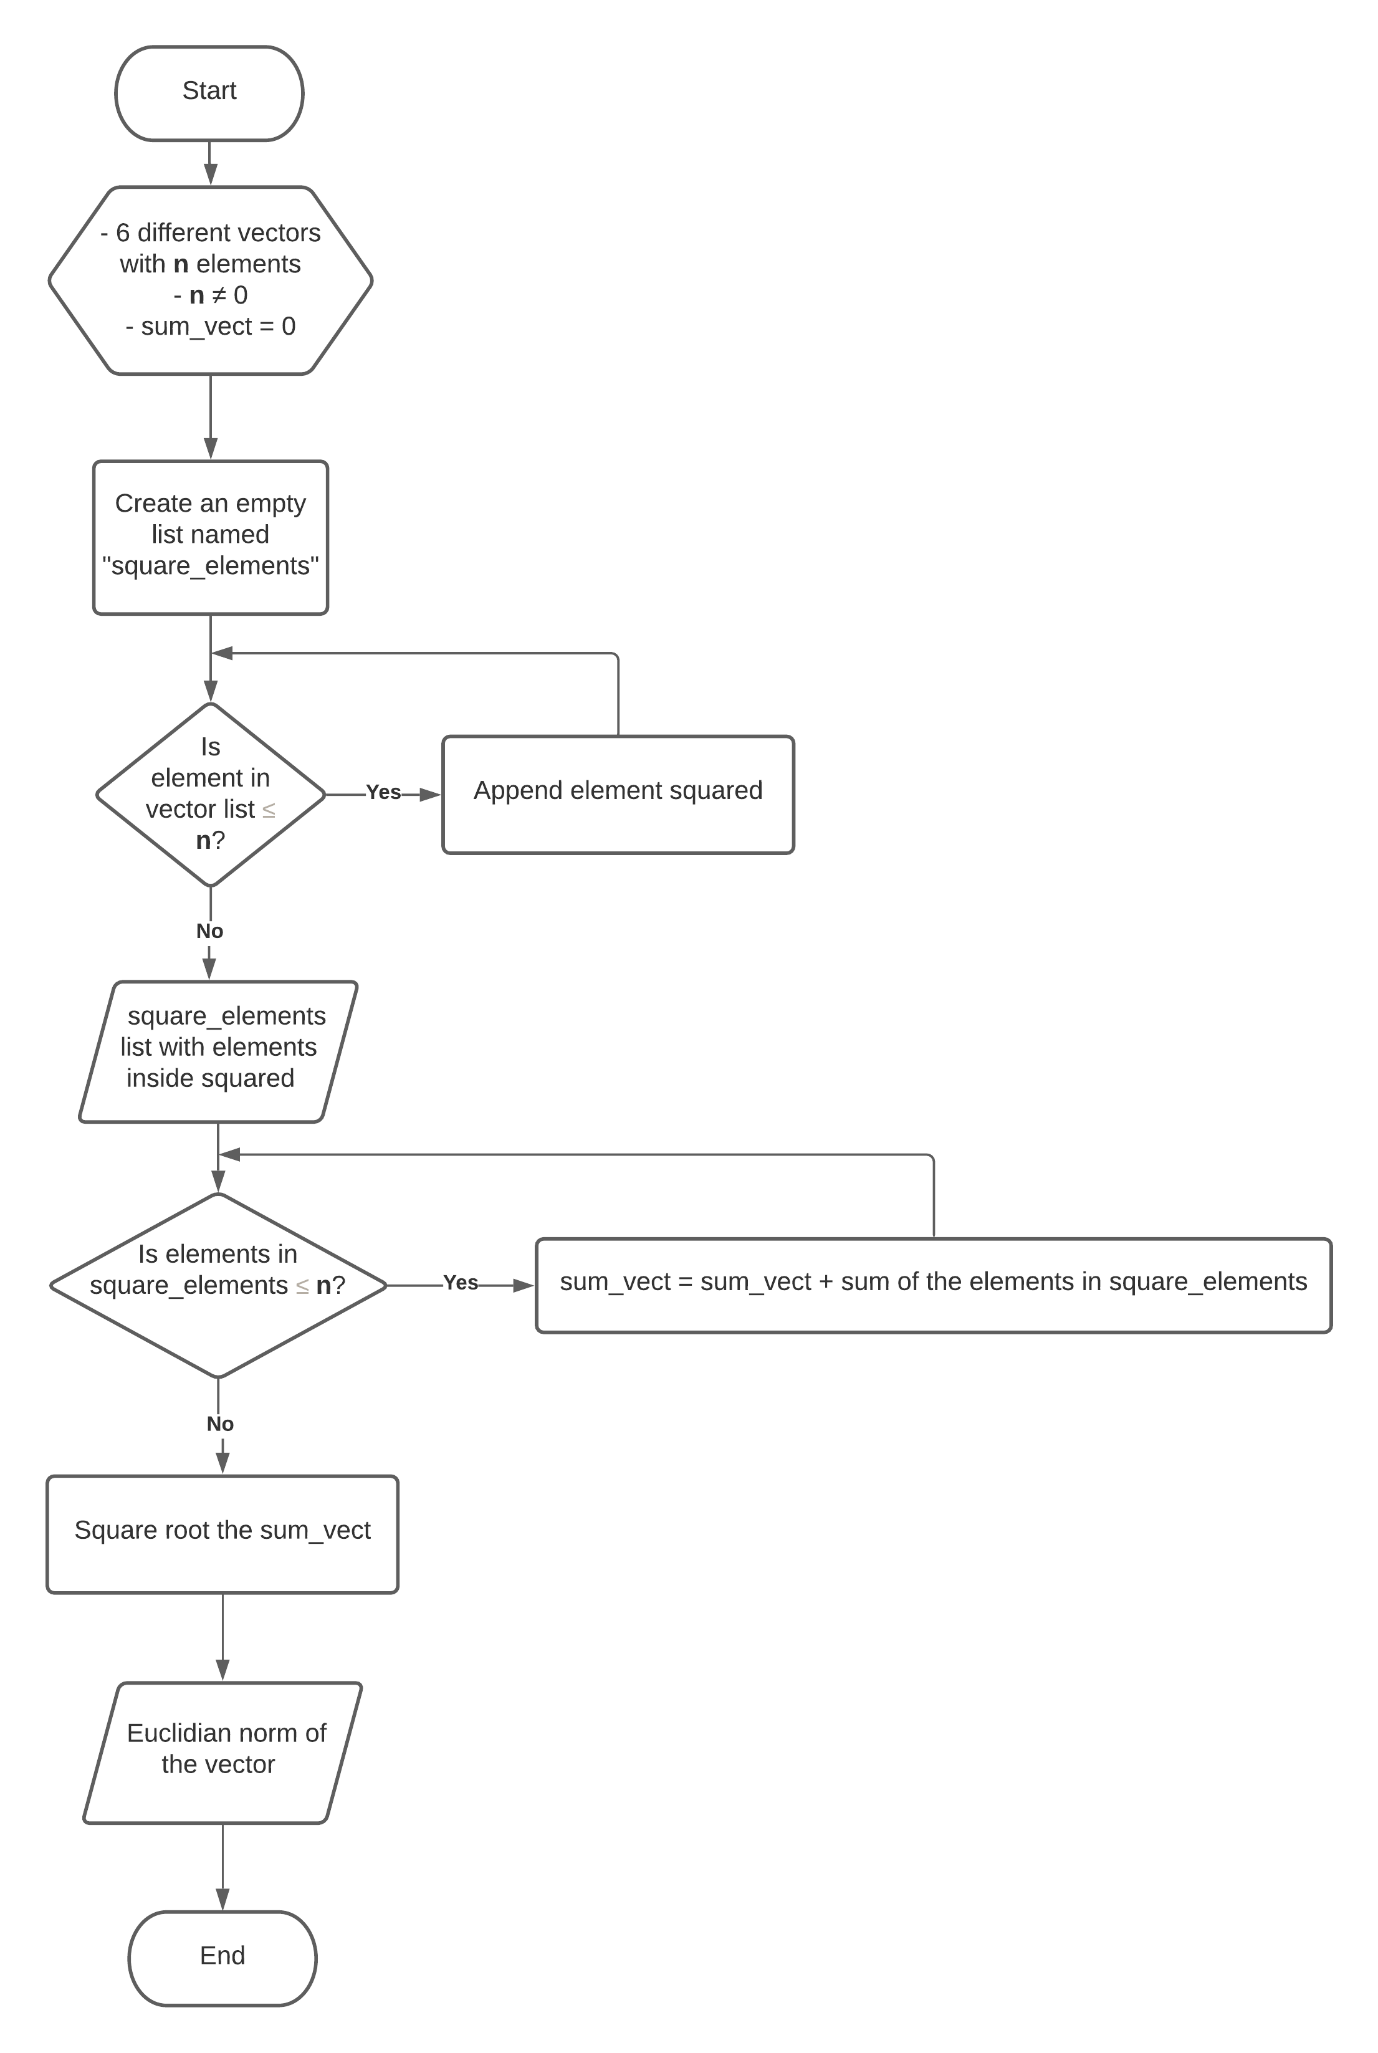 Start
- 6 different vectors
with n elements
- n ≠ 0
- sum_vect = 0
Create an empty
list named
"square_elements"
Is
element in
vector list ≤
n?
Yes
Append element squared
No
square_elements
list with elements
inside squared
Is elements in
square_elements ≤ n?
Yes
sum_vect = sum_vect + sum of the elements in square_elements
No
Square root the sum_vect
Euclidian norm of
the vector
End